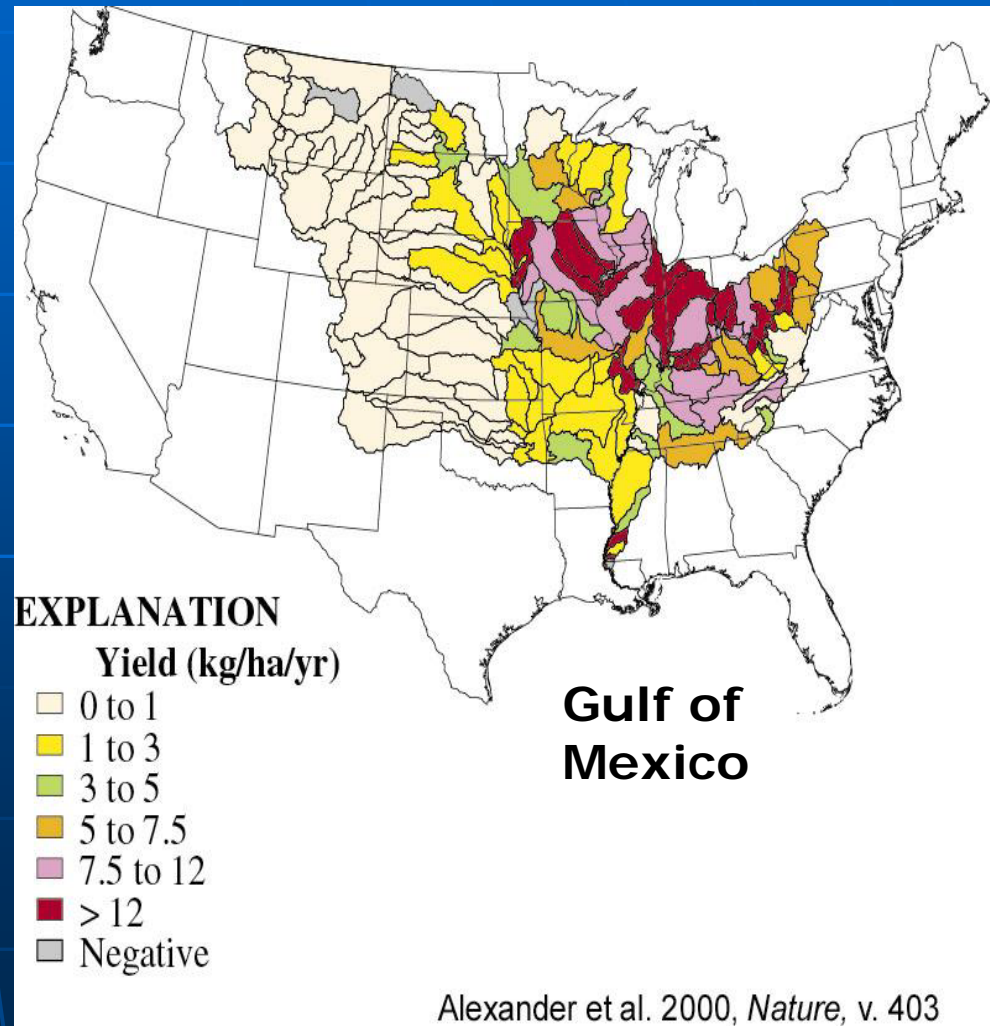 Gulf of
Mexico
EXPLANATION
Yield (kg/ha/yr)
0 to 1
1 to 3
3 to 5
5 to 7.5
7.5 to 12
> 12
Negative
Alexander et al. 2000, Nature, v. 403